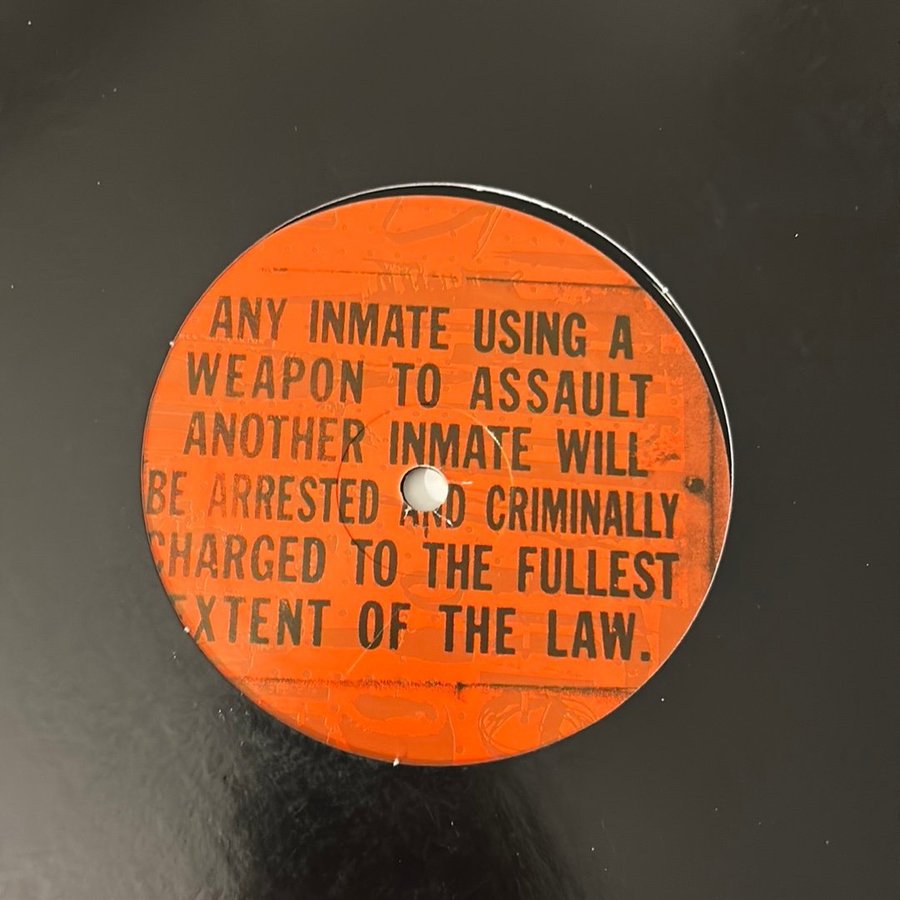 ANY INMATE USING A
WEAPON TO ASSAULT
ANOTHER INMATE WILL
BE ARRESTED AND CRIMINALLY
CHARGED TO THE FULLEST
EXTENT OF THE LAW.